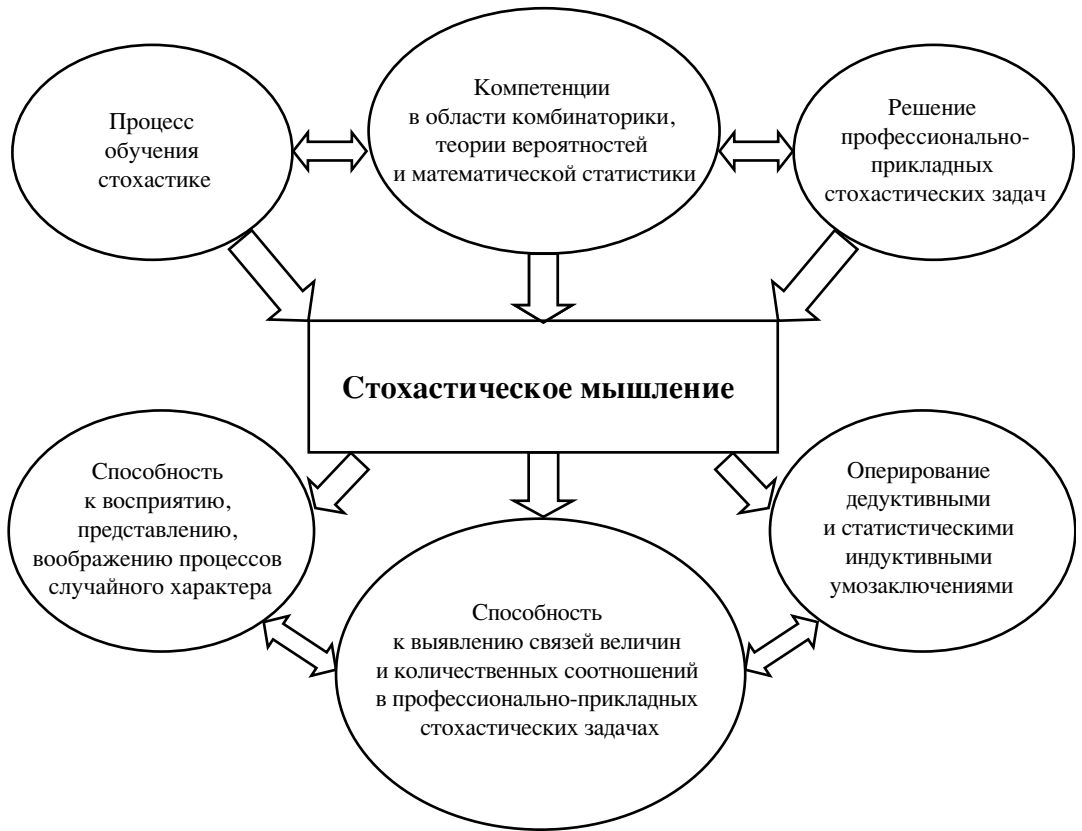 Процесс
обучения
стохастике
Компетенции
в области комбинаторики,
теории вероятностей
и математической статистики
Решение
профессионально-
прикладных
стохастических задач
Стохастическое мышление
Способность
к восприятию,
представлению,
воображению процессов
случайного характера
Способность
к выявлению связей величин
и количественных соотношений
в профессионально-прикладных
стохастических задачах
Оперирование
дедуктивными
и статистическими
индуктивными
умозаключениями